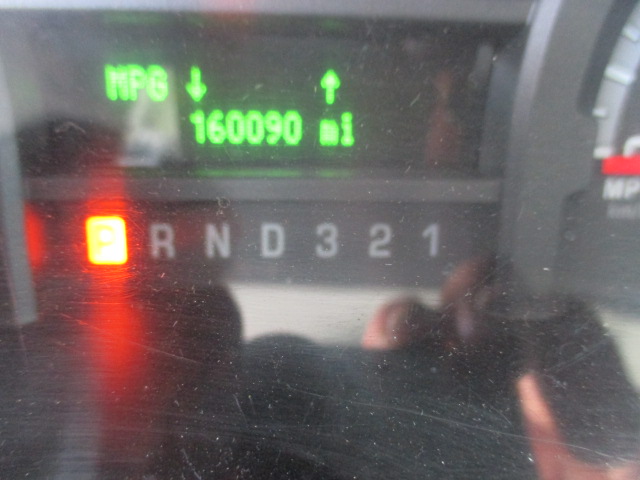 MPG ↓ ↑
160090 mi
P R N D 3 2 1